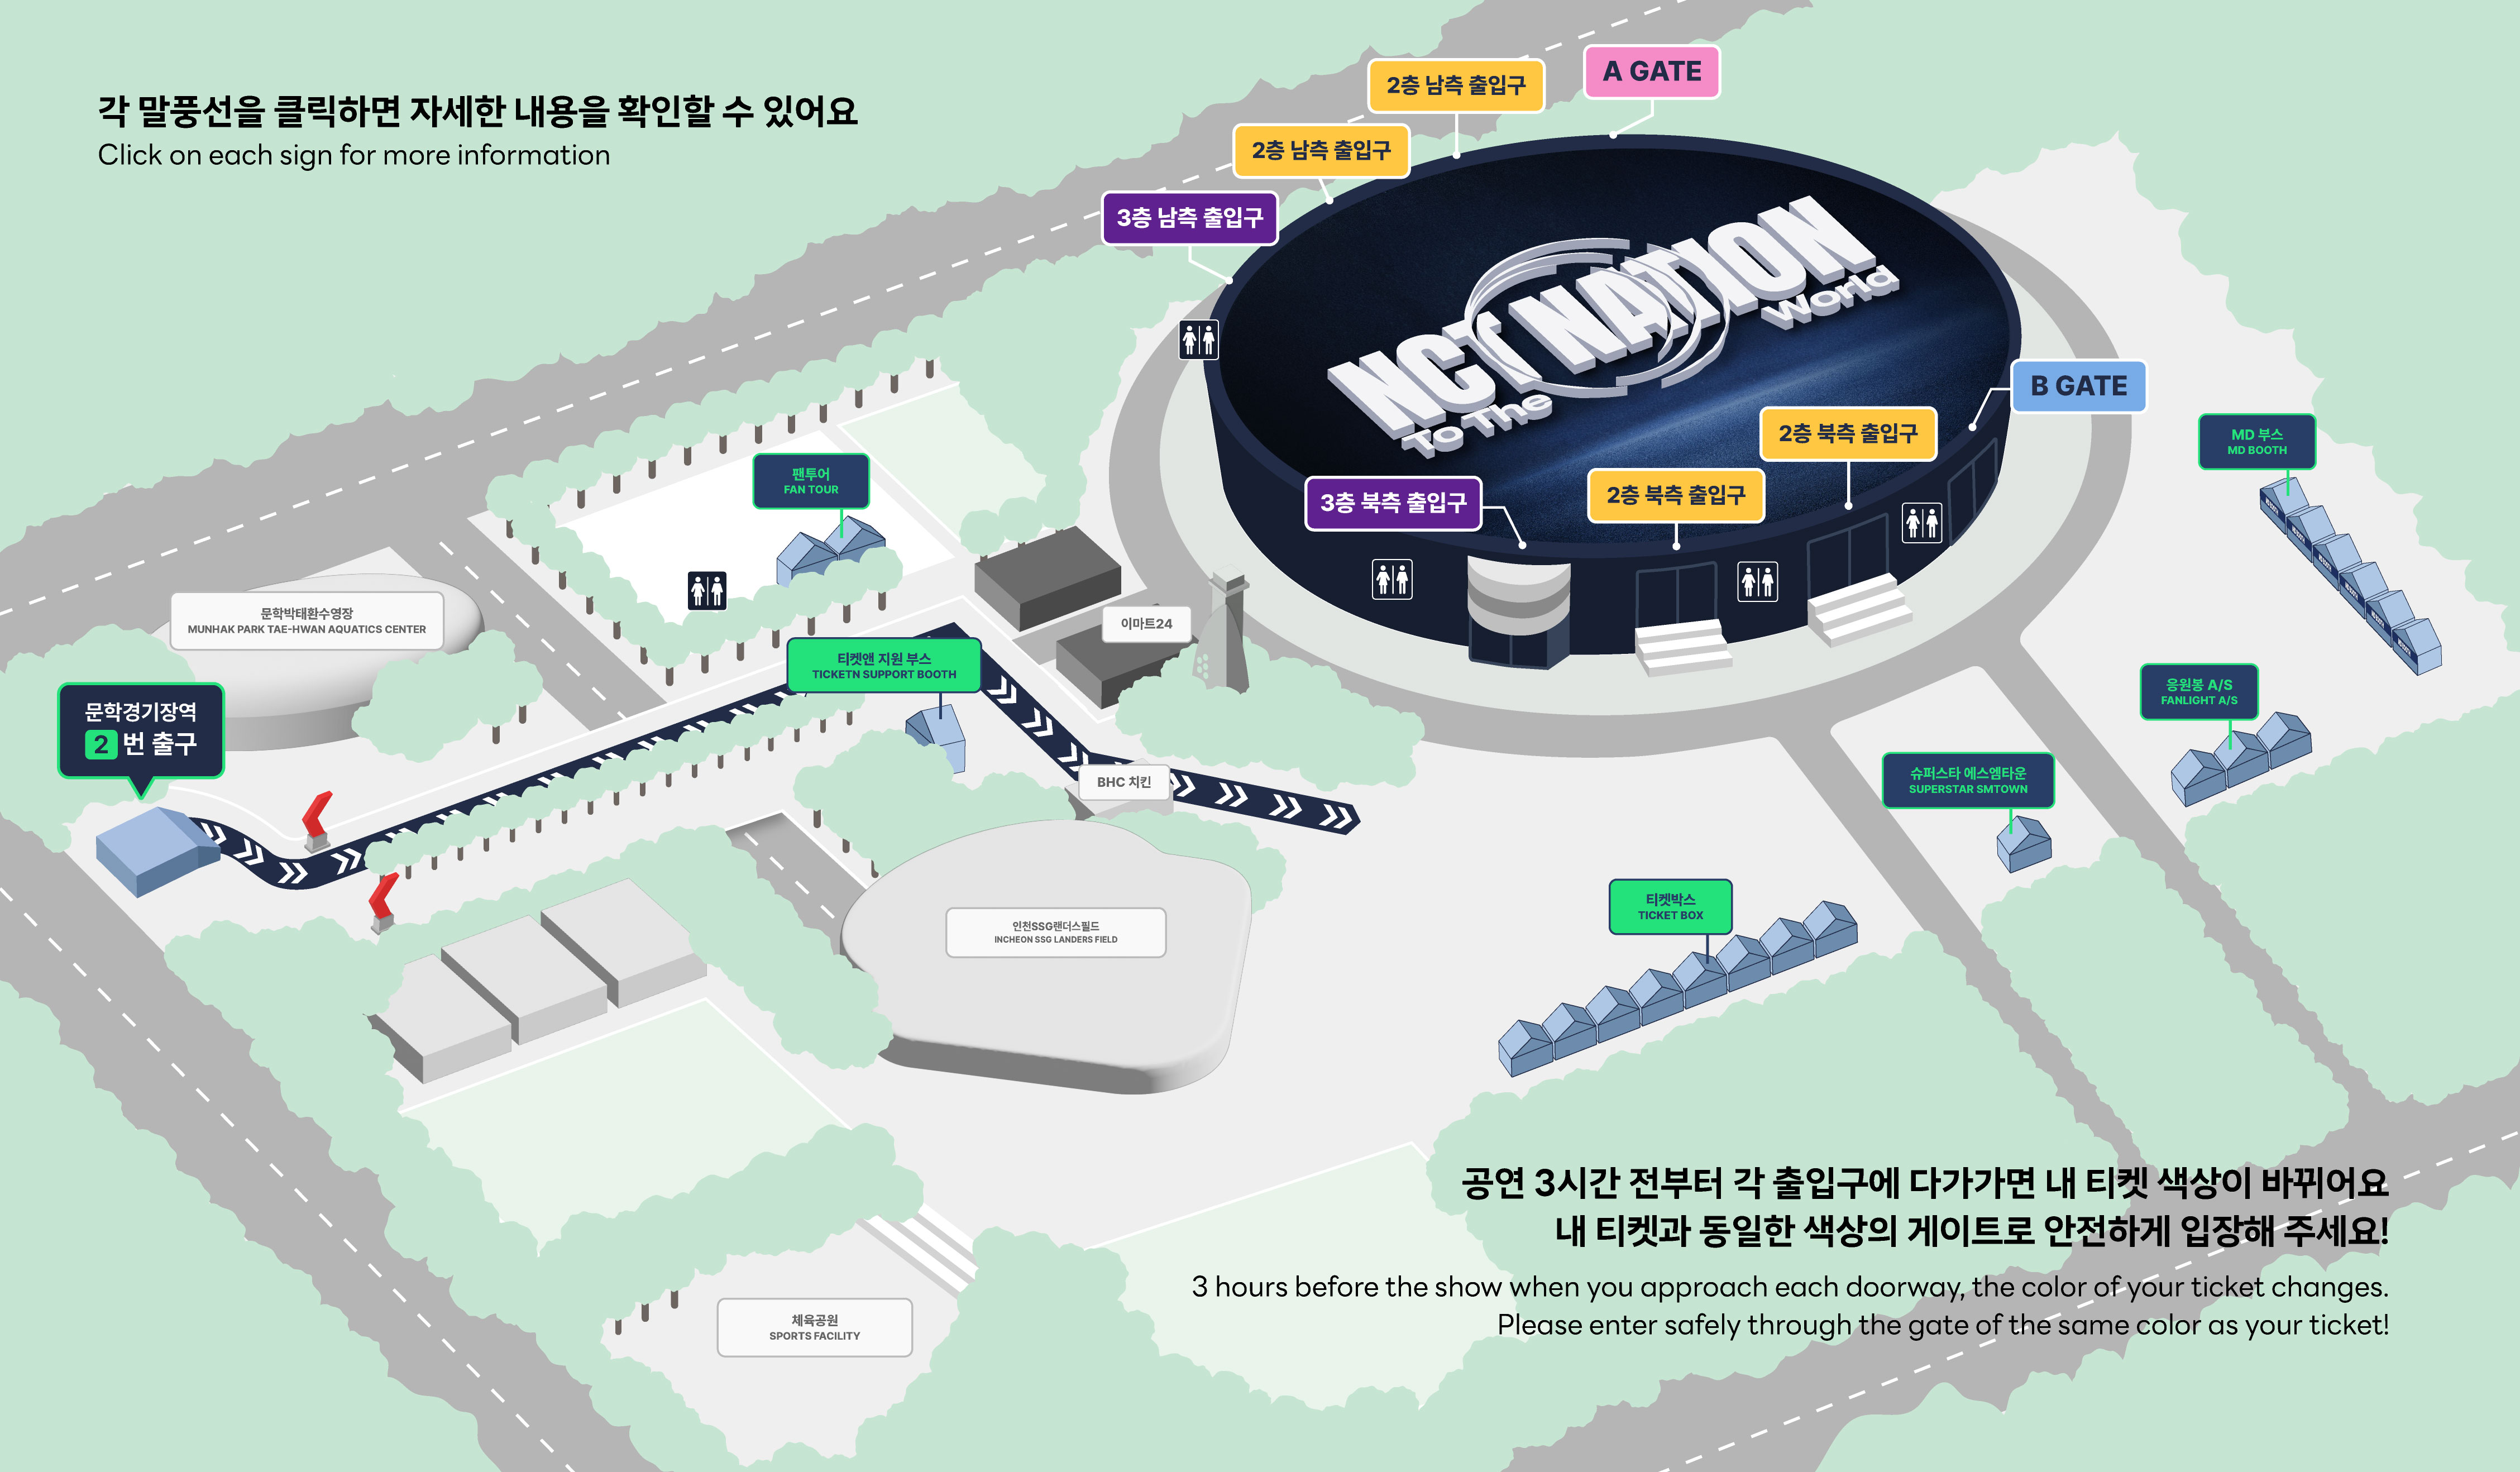 각 말풍선을 클릭하면 자세한 내용을 확인할 수 있어요
Click on each sign for more information
A GATE
2층 남측 출입구
2층 남측 출입구
3층 남측 출입구
NCT NATION
To The World
B GATE
2층 북측 출입구
2층 북측 출입구
3층 북측 출입구
MD 부스
MD BOOTH
팬투어
FAN TOUR
문학박태환수영장
MUNHAK PARK TAE-HWAN AQUATICS CENTER
이마트24
티켓앤 지원 부스
TICKETN SUPPORT BOOTH
응원봉 A/S
FANLIGHT A/S
문학경기장역
2 번 출구
BHC 치킨
슈퍼스타 에스엠타운
SUPERSTAR SMTOWN
티켓박스
TICKET BOX
인천SSG랜더스필드
INCHEON SSG LANDERS FIELD
공연 3시간 전부터 각 출입구에 다가가면 내 티켓 색상이 바뀌어요
내 티켓과 동일한 색상의 게이트로 안전하게 입장해 주세요!
3 hours before the show when you approach each doorway, the color of your ticket changes.
Please enter safely through the gate of the same color as your ticket!
체육공원
SPORTS FACILITY